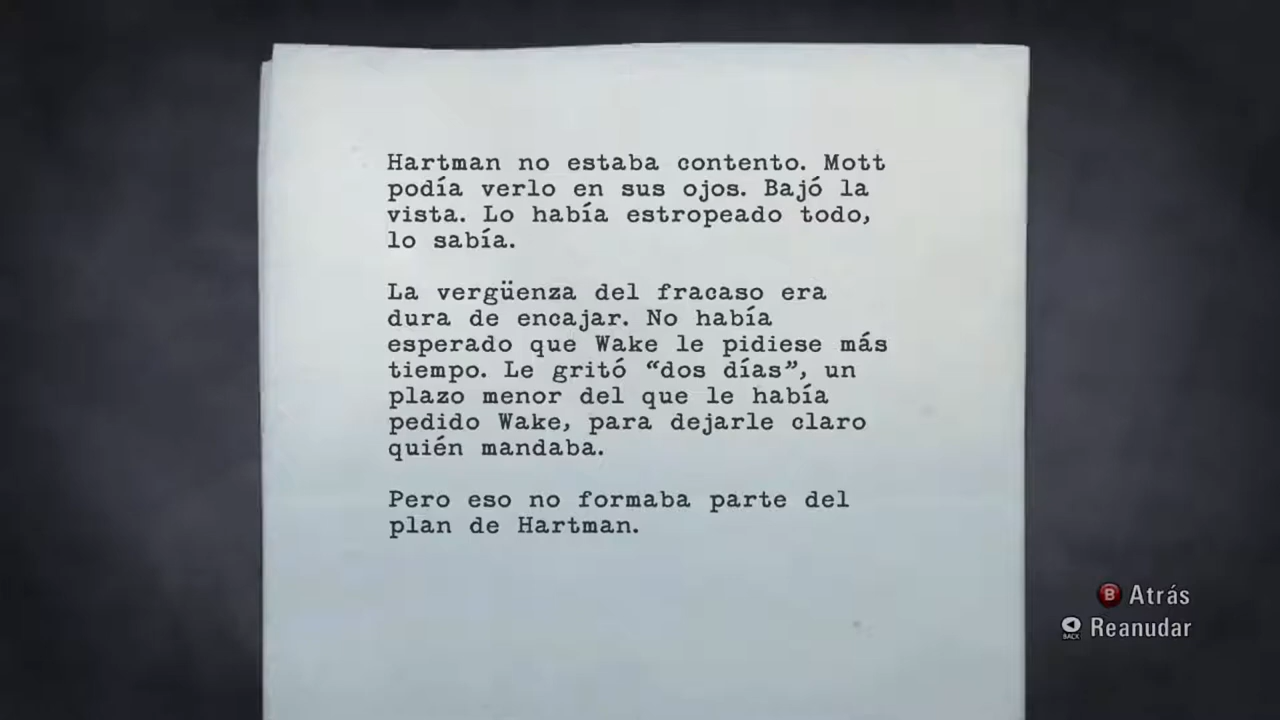 Hartman no estaba contento. Mott
podía verlo en sus ojos. Bajó la
vista. Lo había estropeado todo,
lo sabía.
La vergüenza del fracaso era
dura de encajar. No había
esperado que Wake le pidiese más
tiempo. Le gritó “dos días”, un
plazo menor del que le había
pedido Wake, para dejarle claro
quién mandaba.
Pero eso no formaba parte del
plan de Hartman.
B Atrás
BACK Reanudar